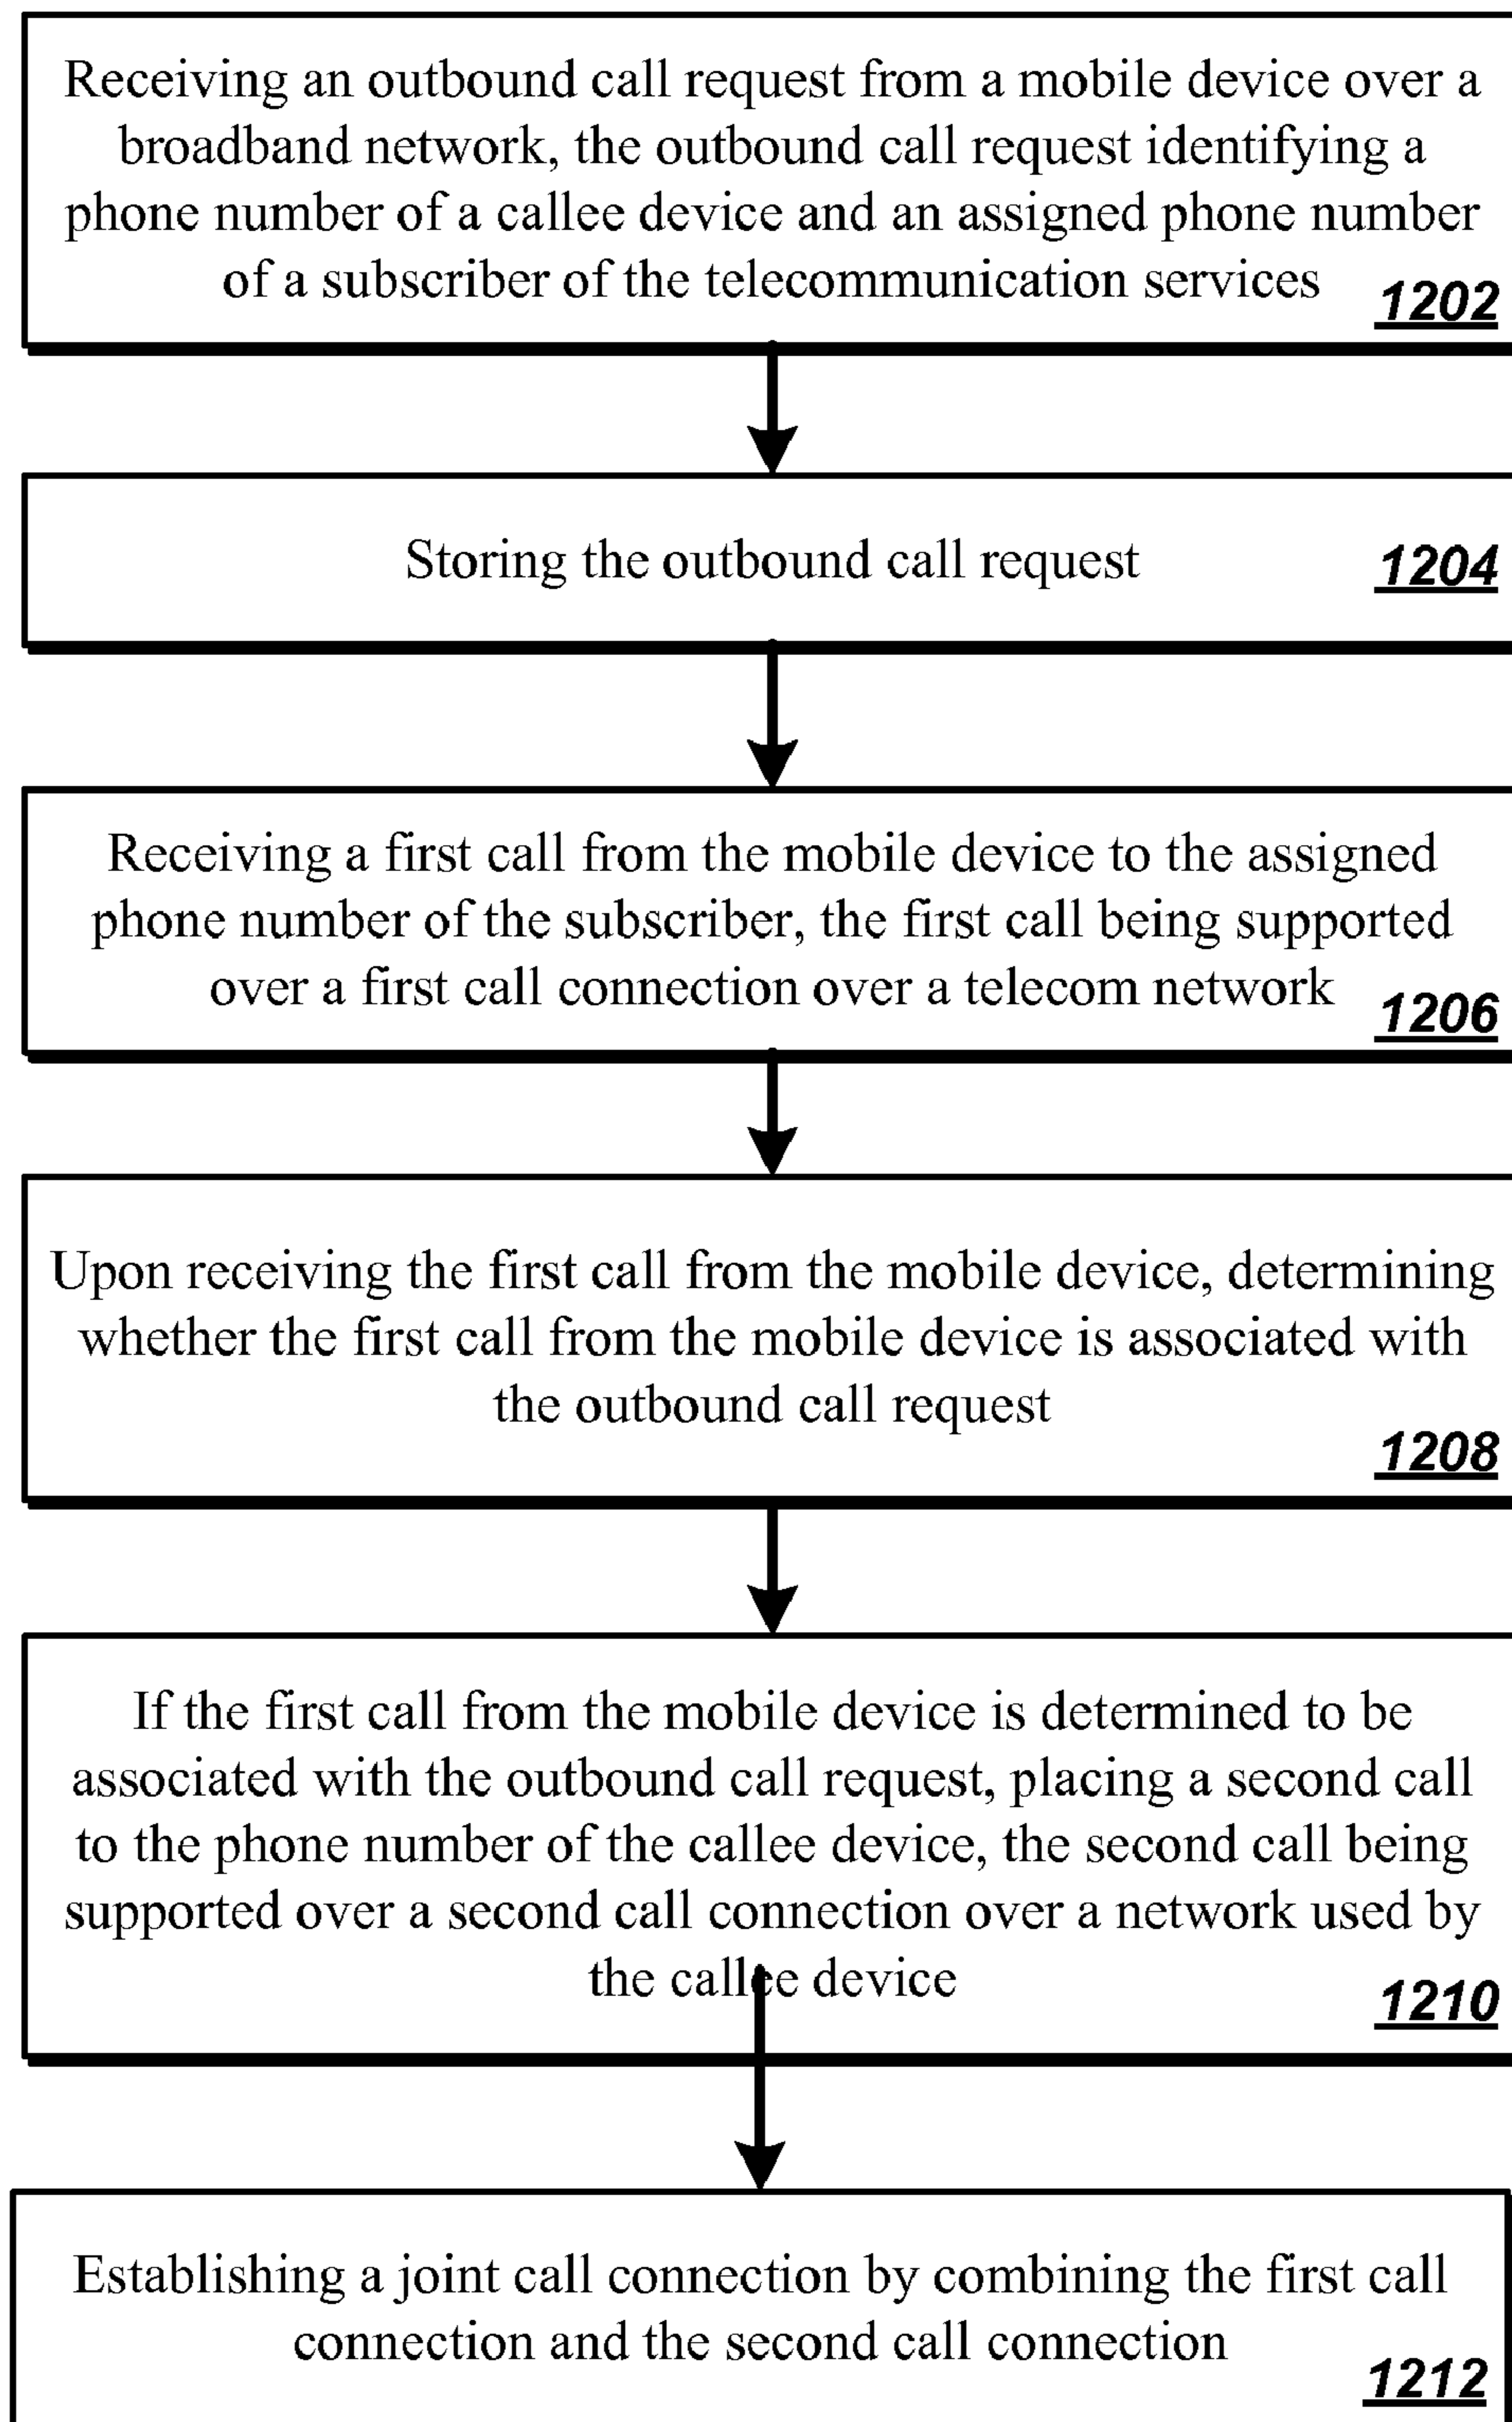 Receiving an outbound call request from a mobile device over a
broadband network, the outbound call request identifying a
phone number of a callee device and an assigned phone number
of a subscriber of the telecommunication services
1202
Storing the outbound call request
1204
Receiving a first call from the mobile device to the assigned
phone number of the subscriber, the first call being supported
over a first call connection over a telecom network
1206
Upon receiving the first call from the mobile device, determining
whether the first call from the mobile device is associated with
the outbound call request
1208
If the first call from the mobile device is determined to be
associated with the outbound call request, placing a second call
to the phone number of the callee device, the second call being
supported over a second call connection over a network used by
the callee device
1210
Establishing a joint call connection by combining the first call
connection and the second call connection
1212